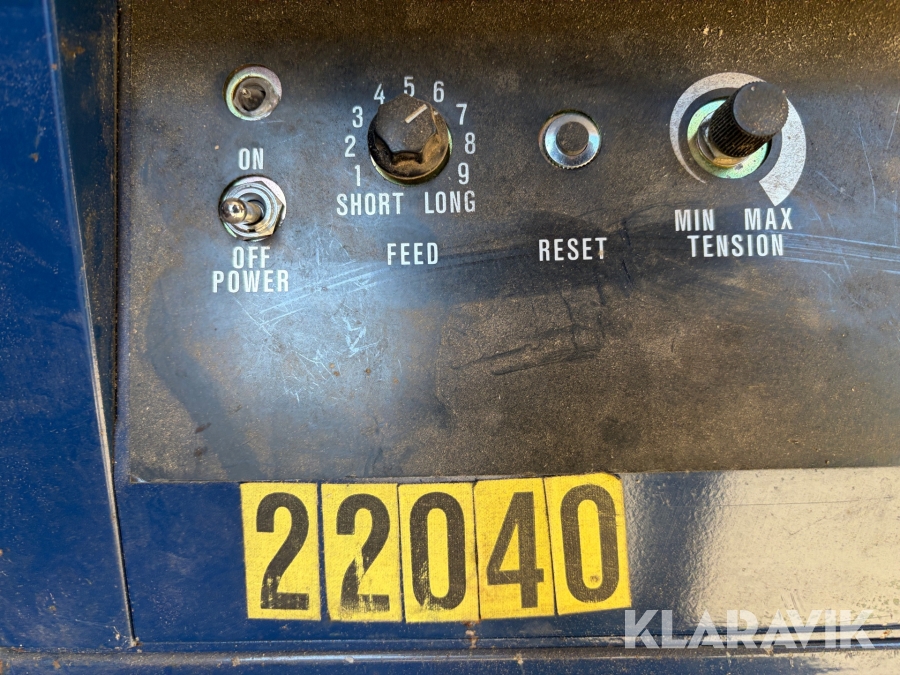 ON
OFF
POWER
1 2 3 4 5 6 7 8 9
SHORT LONG
FEED
RESET
MIN MAX
TENSION
22040
KLARAVIK